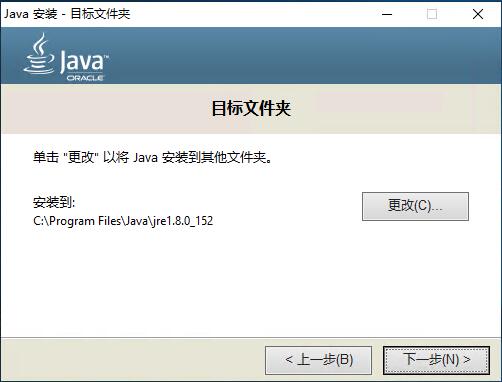 Java 安装 - 目标文件夹
Java™
ORACLE
目标文件夹
单击 "更改" 以将 Java 安装到其他文件夹。
安装到:
C:\Program Files\Java\jre1.8.0_152
更改(C)...
< 上一步(B)
下一步(N) >